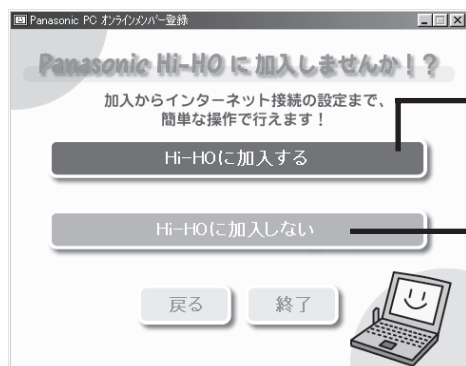 Panasonic PC オンラインメンバー登録
Panasonic Hi-HO に加入しませんか！？
加入からインターネット接続の設定まで、
簡単な操作で行えます！
Hi-HOに加入する
Hi-HOに加入しない
戻る
終了